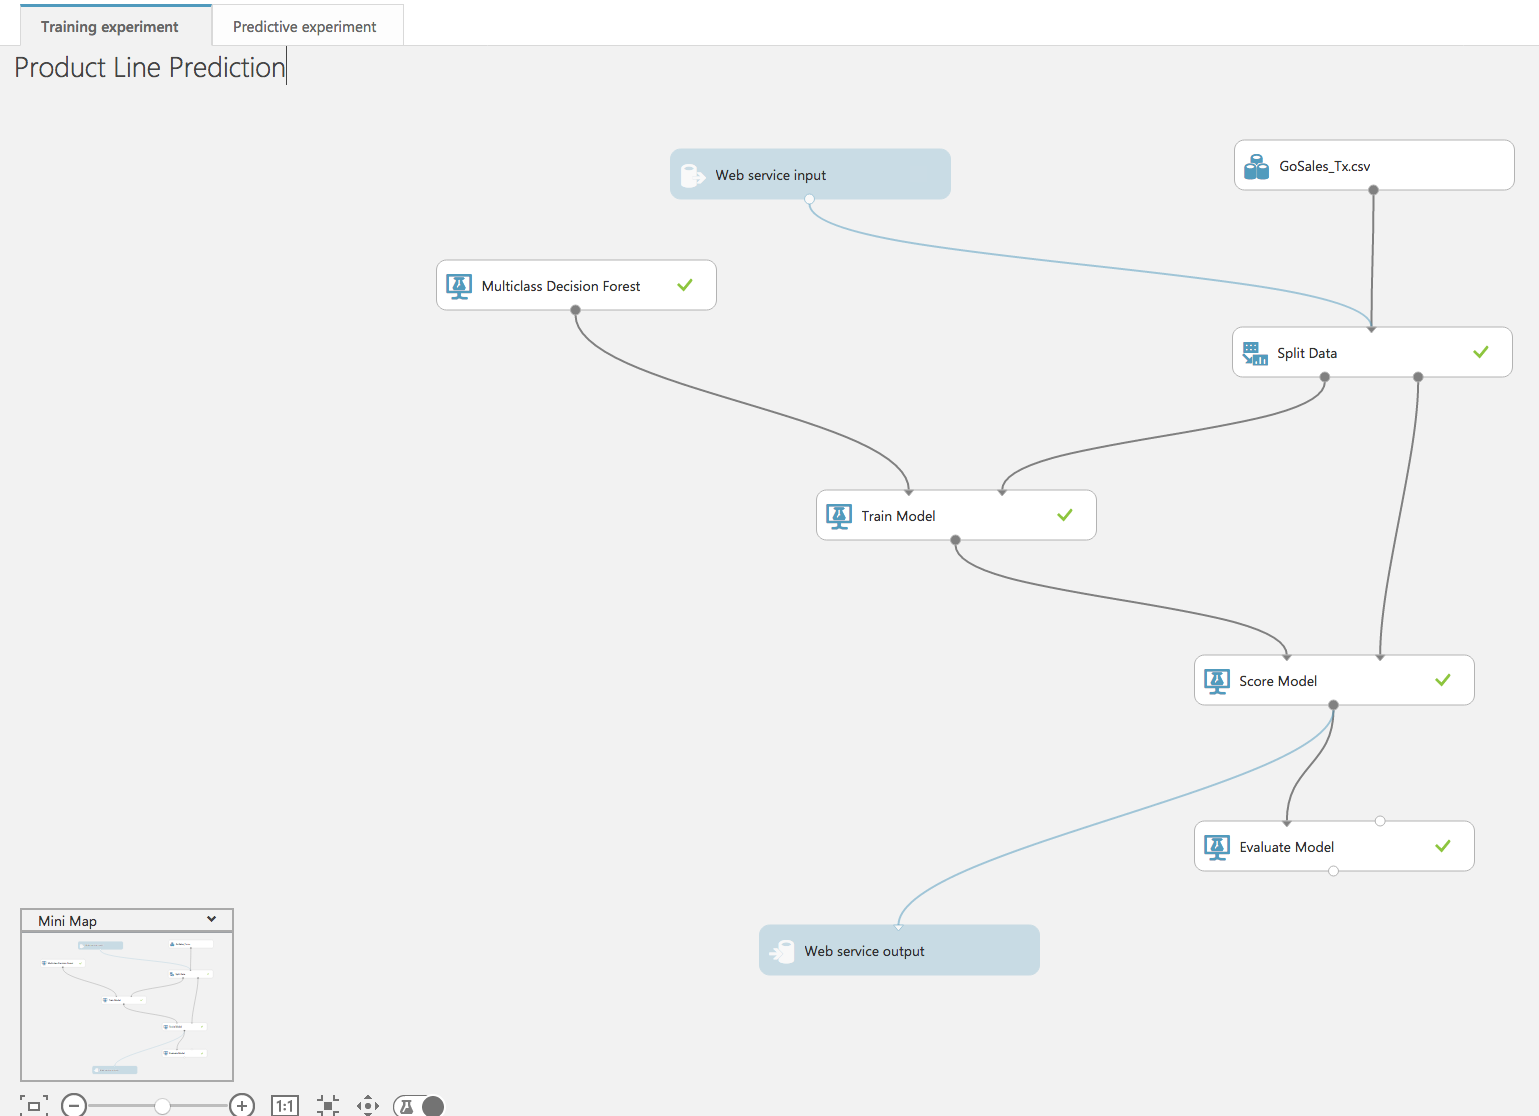 Training experiment
Predictive experiment
Product Line Prediction
Web service input
GoSales_Tx.csv
Multiclass Decision Forest
Split Data
Train Model
Score Model
Evaluate Model
Web service output
Mini Map
1:1